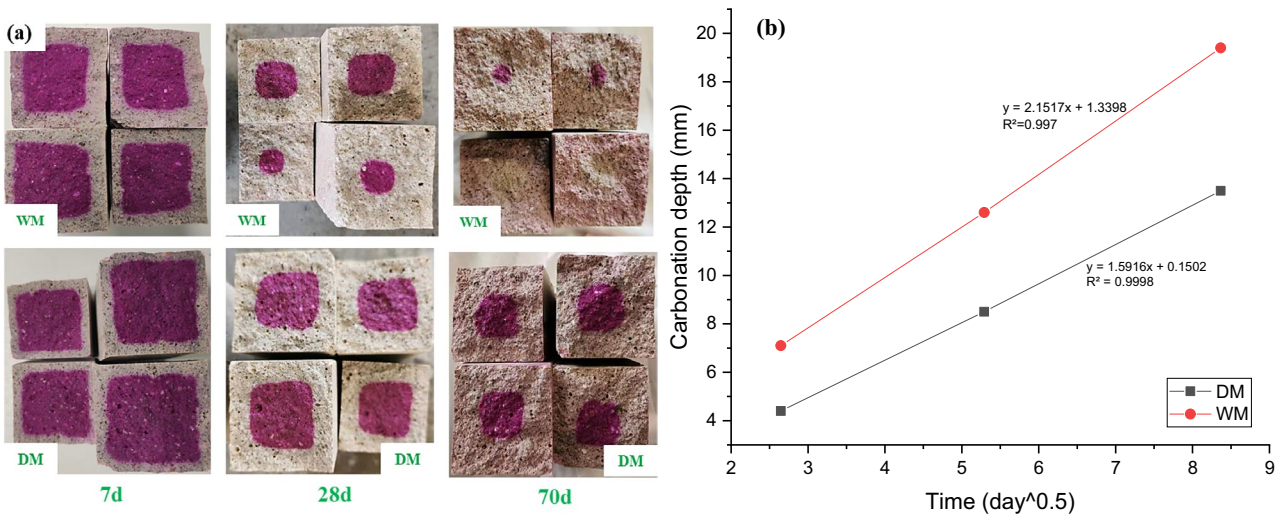 (a)
WM
WM
WM
DM
DM
DM
7d
28d
70d
(b)
Carbonation depth (mm)
20
18
16
14
12
10
8
6
4
y = 2.1517x + 1.3398
R²=0.997
y = 1.5916x + 0.1502
R² = 0.9998
DM
WM
2
3
4
5
6
7
8
9
Time (day^0.5)